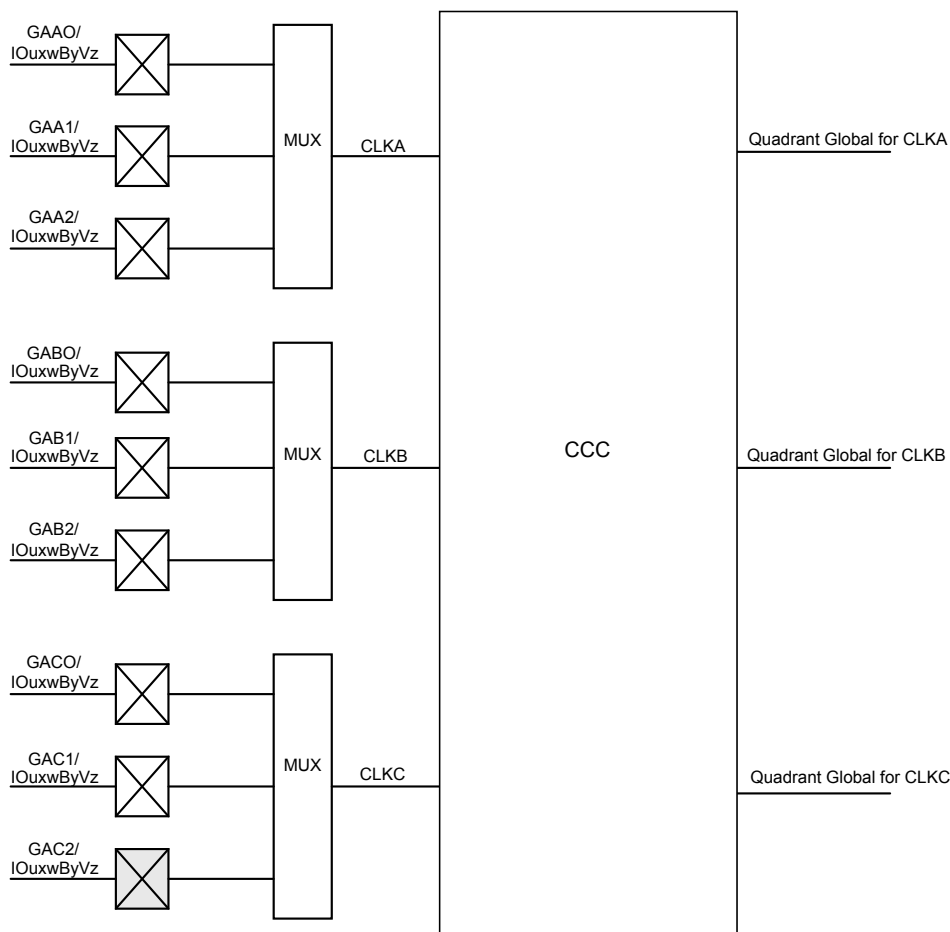 GAAO/
IOuxwByVz
GAA1/
IOuxwByVz
GAA2/
IOuxwByVz
MUX
CLKA
Quadrant Global for CLKA
GABO/
IOuxwByVz
GAB1/
IOuxwByVz
GAB2/
IOuxwByVz
MUX
CLKB
CCC
Quadrant Global for CLKB
GACO/
IOuxwByVz
GAC1/
IOuxwByVz
GAC2/
IOuxwByVz
MUX
CLKC
Quadrant Global for CLKC